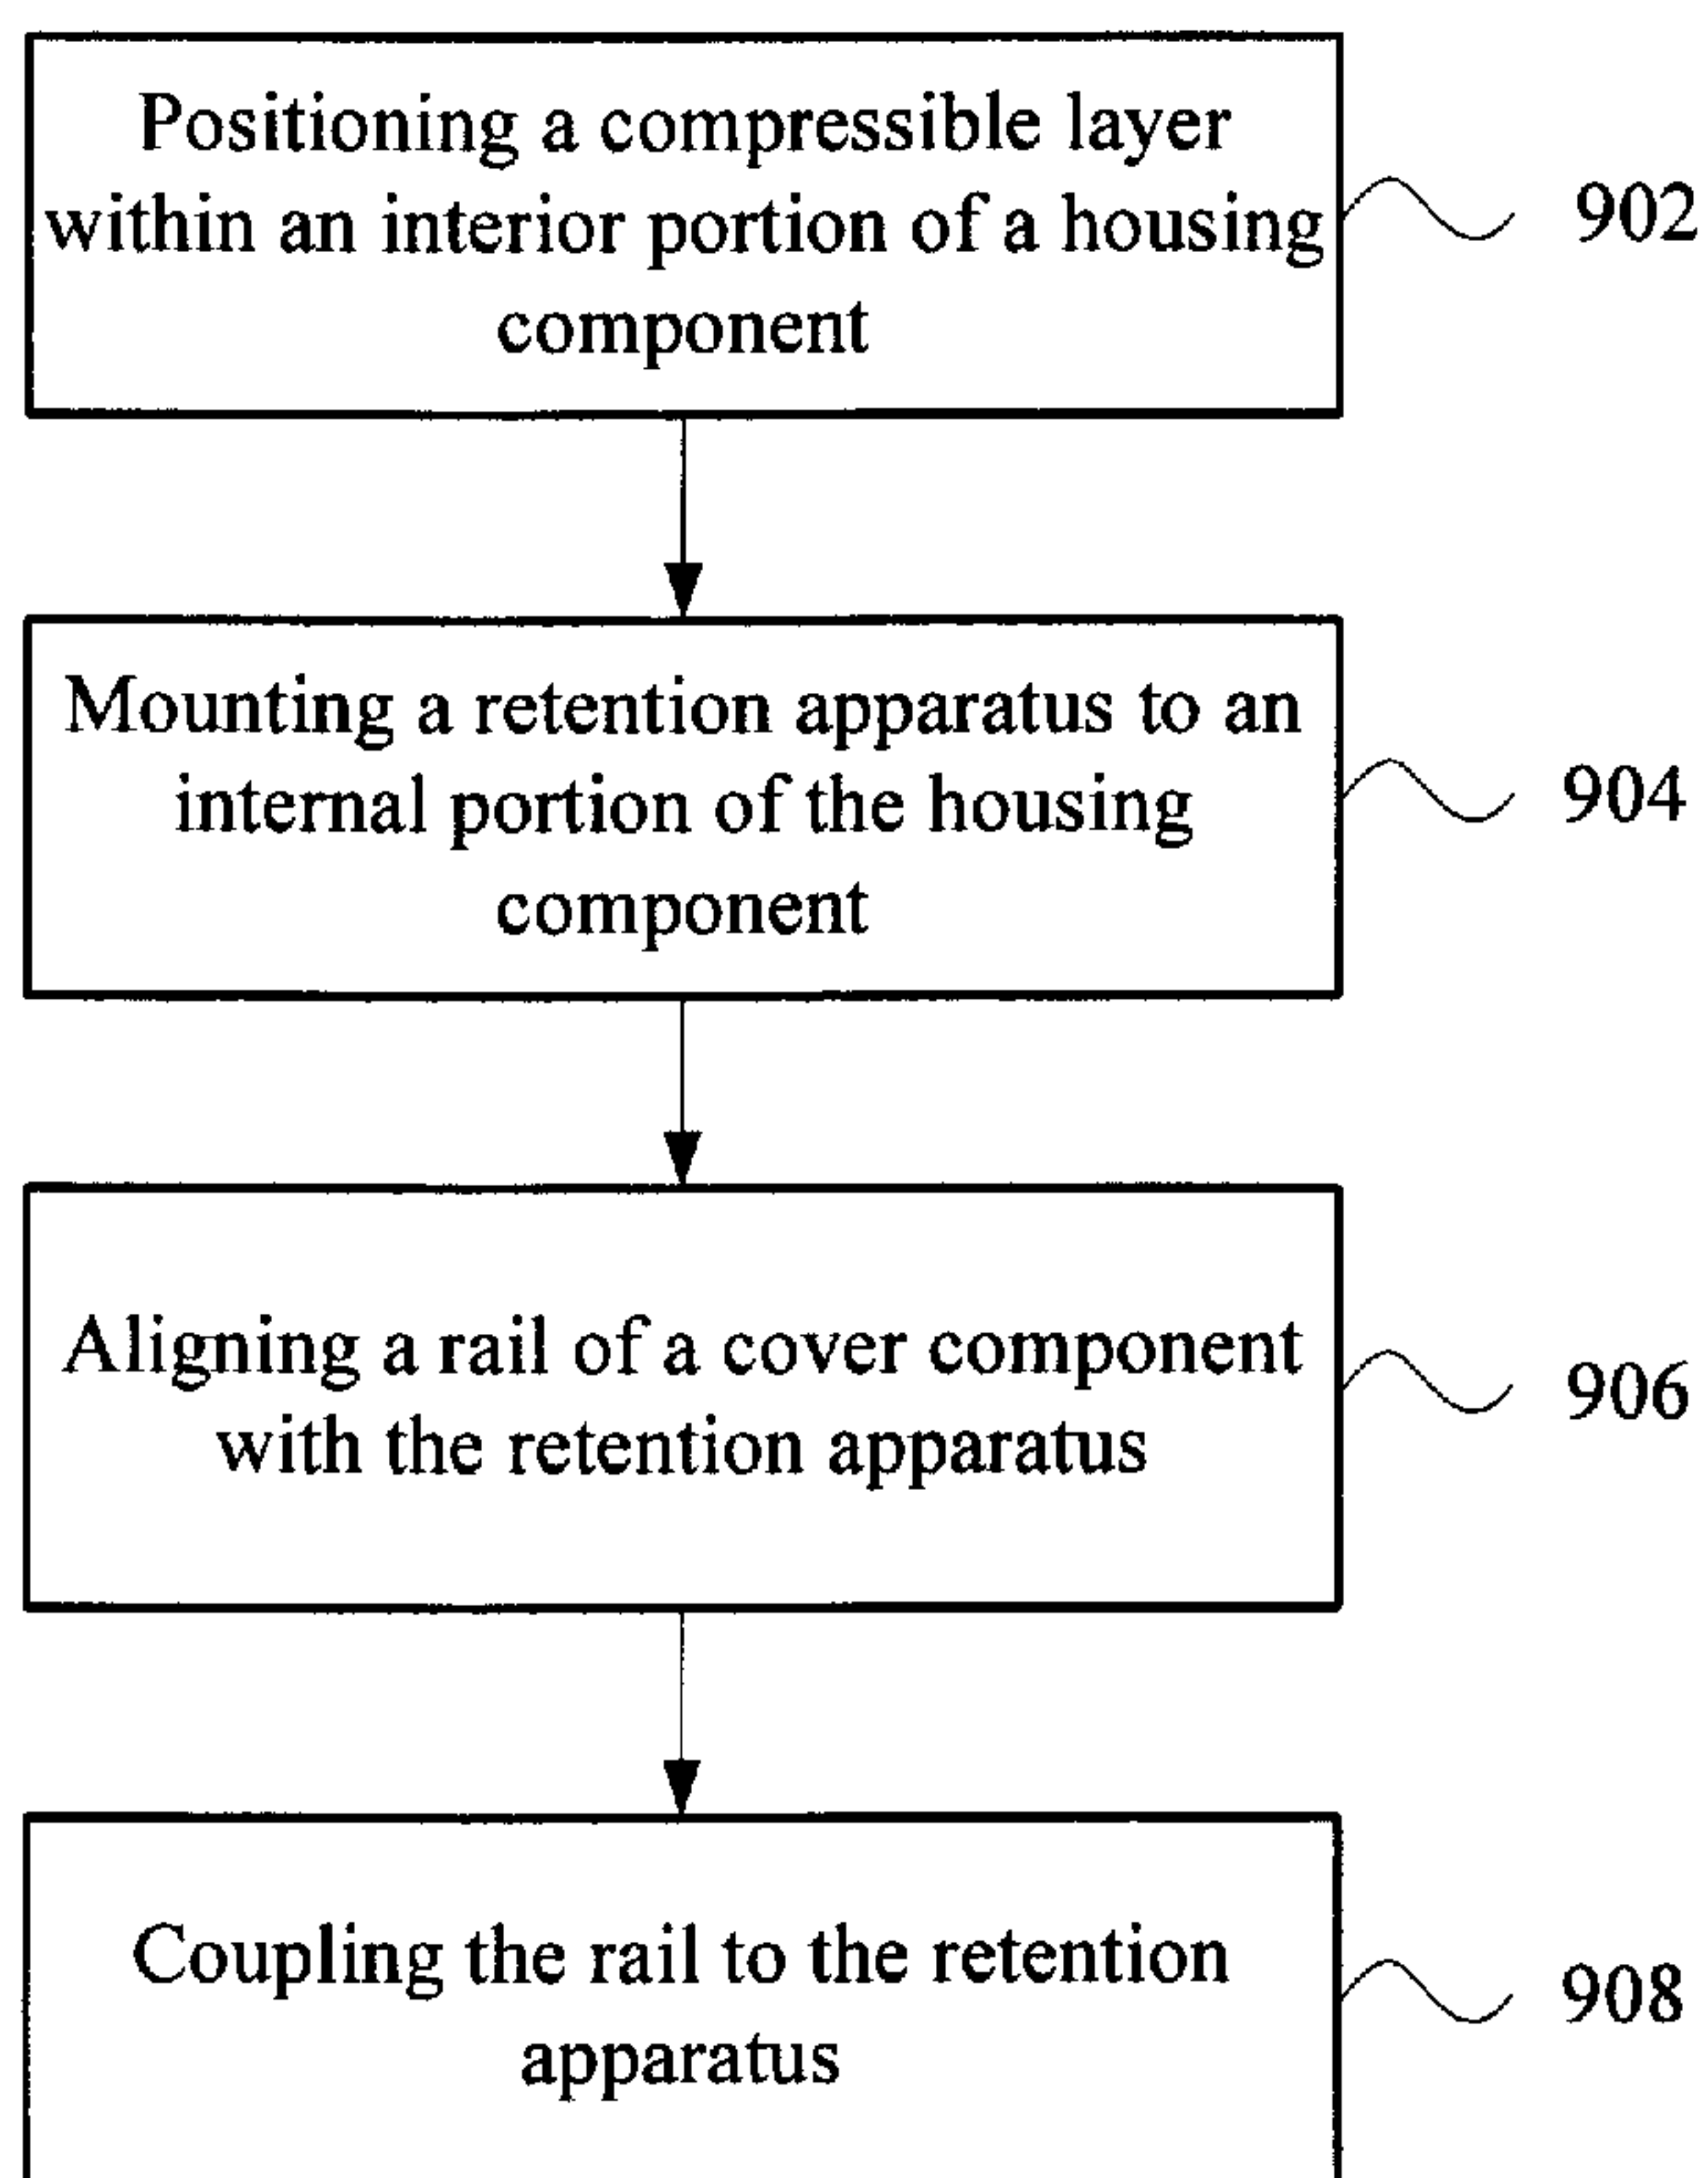 Positioning a compressible layer
within an interior portion of a housing
component
902
Mounting a retention apparatus to an
internal portion of the housing
component
904
Aligning a rail of a cover component
with the retention apparatus
906
Coupling the rail to the retention
apparatus
908